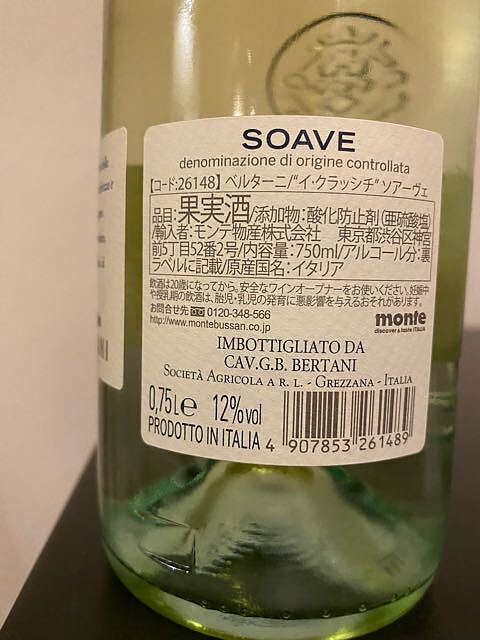 SOAVE
denominazione di origine controllata
【コード:26148】ベルターニ/"イ・クラッシチ" ソアーヴェ
品目:果実酒/添加物:酸化防止剤(亜硫酸塩)
/輸入者:モンテ物産株式会社 東京都渋谷区神宮
前5丁目52番2号/内容量:750ml/アルコール分:裏
ラベルに記載/原産国名:イタリア
飲酒は20歳になってから。安全なワインオープナーをお使いください。妊娠中
や授乳期の飲酒は、胎児・乳児の発育に悪影響を与えるおそれがあります。
お問合せ先 0120-348-566
http://www.montebussan.co.jp
monte
discover & taste ITALIA
IMBOTTIGLIATO DA
CAV.G.B. BERTANI
SOCIETÀ AGRICOLA A R. L. - GREZZANA - ITALIA
0,75Le 12%vol
PRODOTTO IN ITALIA
4 907853 261489